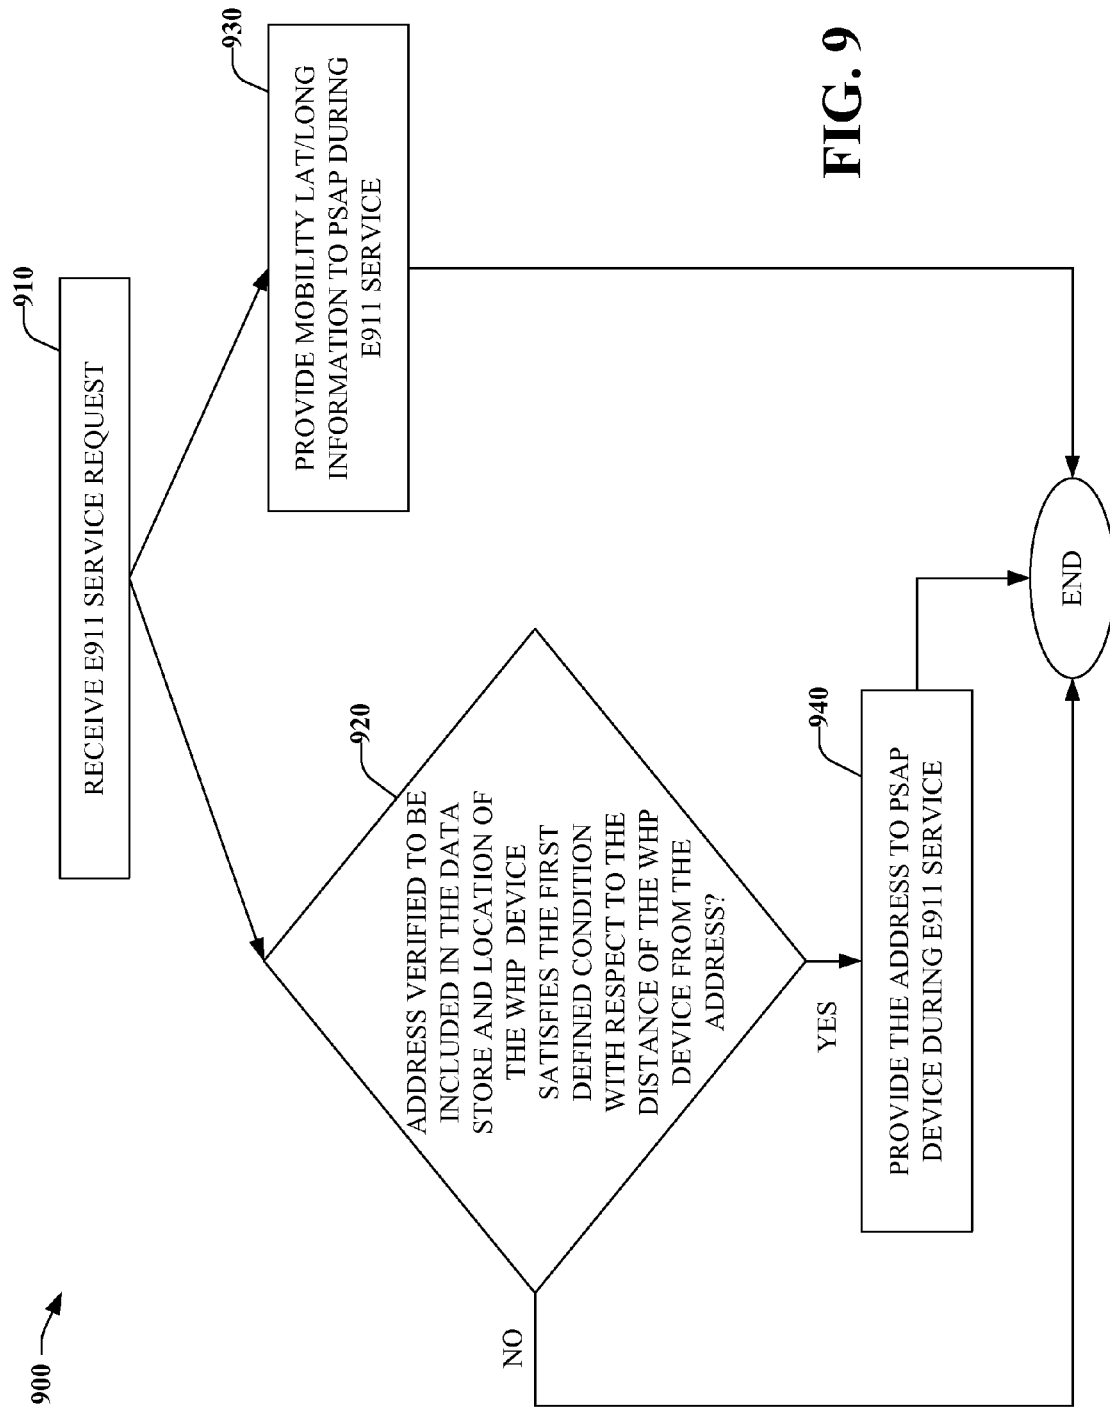 900
910
RECEIVE E911 SERVICE REQUEST
920
ADDRESS VERIFIED TO BE
INCLUDED IN THE DATA
STORE AND LOCATION OF
THE WHP DEVICE
SATISFIES THE FIRST
DEFINED CONDITION
WITH RESPECT TO THE
DISTANCE OF THE WHP
DEVICE FROM THE
ADDRESS?
930
PROVIDE MOBILITY LAT/LONG
INFORMATION TO PSAP DURING
E911 SERVICE
NO
YES
940
PROVIDE THE ADDRESS TO PSAP
DEVICE DURING E911 SERVICE
END
FIG. 9